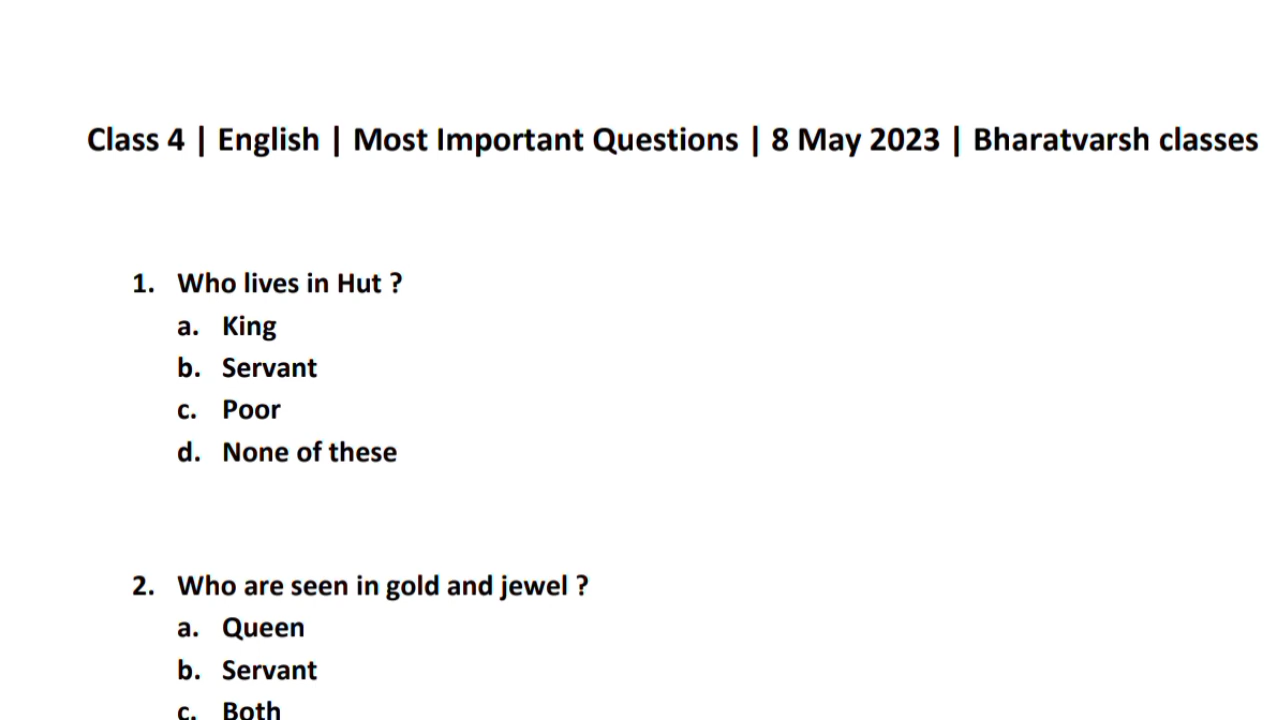 Class 4 | English | Most Important Questions | 8 May 2023 | Bharatvarsh classes
1. Who lives in Hut ?
a. King
b. Servant
c. Poor
d. None of these
2. Who are seen in gold and jewel ?
a. Queen
b. Servant
c. Both